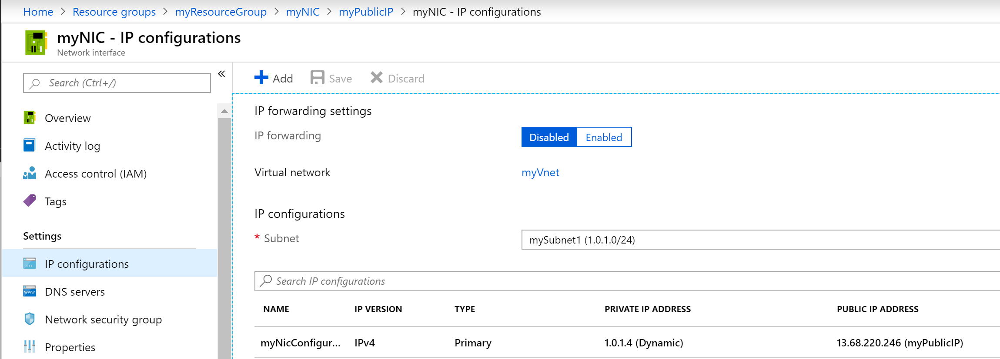 Home > Resource groups > myResourceGroup > myNIC > myPublicIP > myNIC - IP configurations
myNIC - IP configurations
Network interface
Search (Ctrl+/)
«
Overview
Activity log
Access control (IAM)
Tags
Settings
IP configurations
DNS servers
Network security group
Properties
Add Save Discard
IP forwarding settings
IP forwarding Disabled Enabled
Virtual network myVnet
IP configurations
* Subnet mySubnet1 (1.0.1.0/24)
Search IP configurations
NAME IP VERSION TYPE PRIVATE IP ADDRESS PUBLIC IP ADDRESS
myNicConfigur... IPv4 Primary 1.0.1.4 (Dynamic) 13.68.220.246 (myPublicIP)